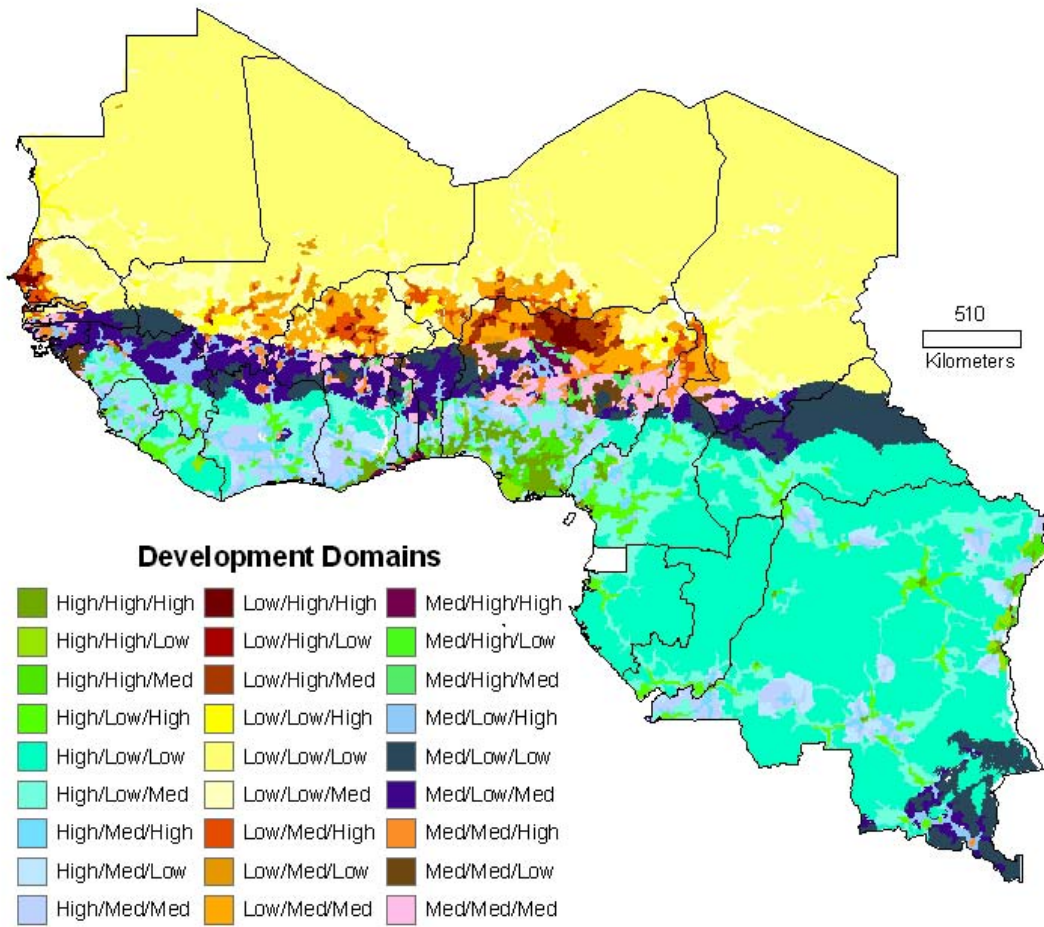 510
Kilometers
Development Domains
High/High/High Low/High/High Med/High/High
High/High/Low Low/High/Low Med/High/Low
High/High/Med Low/High/Med Med/High/Med
High/Low/High Low/Low/High Med/Low/High
High/Low/Low Low/Low/Low Med/Low/Low
High/Low/Med Low/Low/Med Med/Low/Med
High/Med/High Low/Med/High Med/Med/High
High/Med/Low Low/Med/Low Med/Med/Low
High/Med/Med Low/Med/Med Med/Med/Med